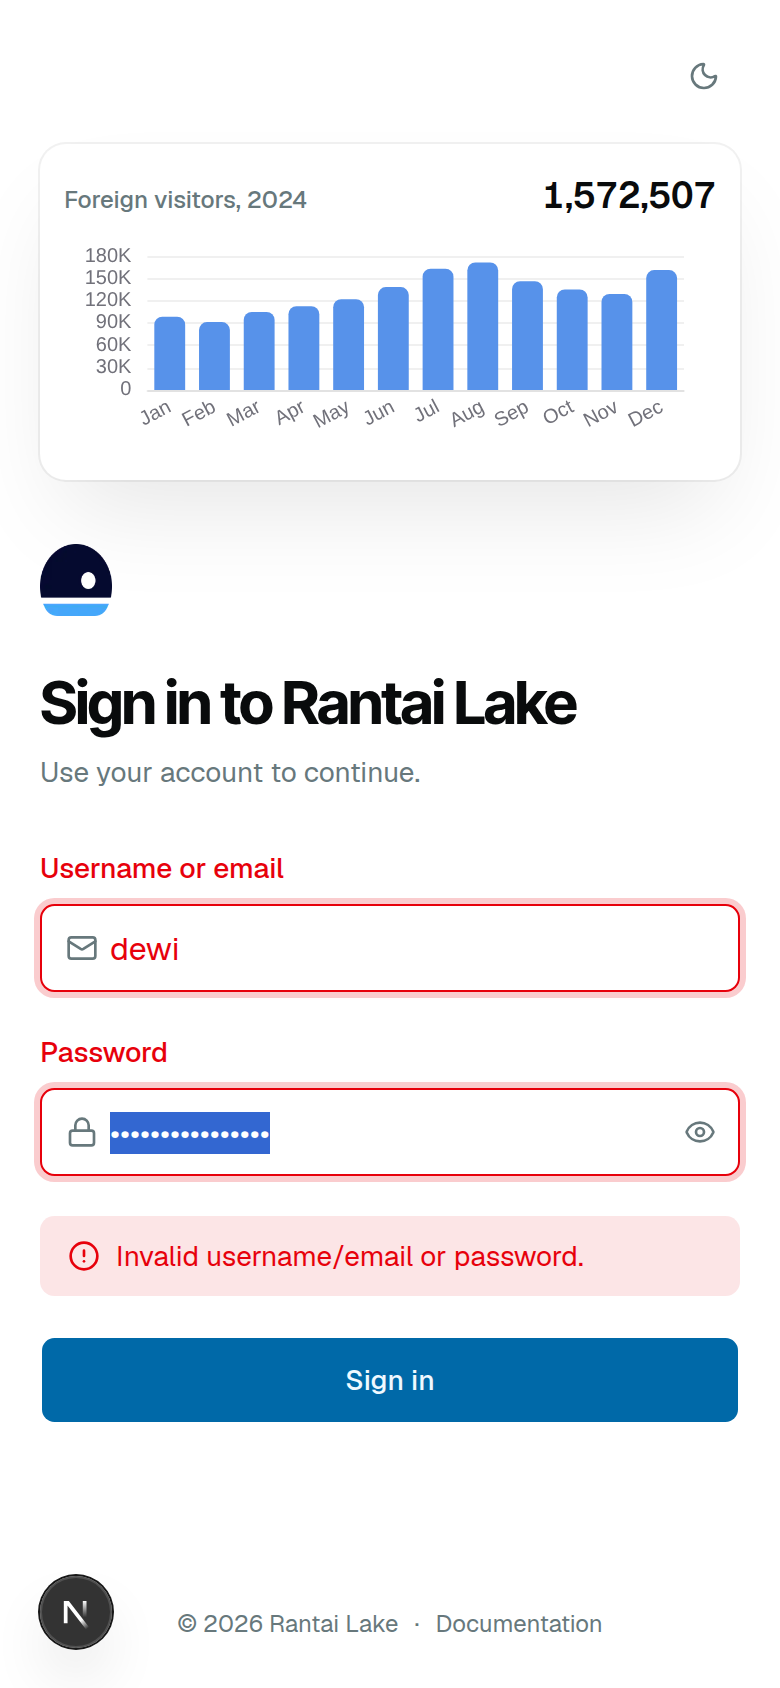 Foreign visitors, 2024
1,572,507
180K
150K
120K
90K
60K
30K
0
Jan Feb Mar Apr May Jun Jul Aug Sep Oct Nov Dec
Sign in to Rantai Lake
Use your account to continue.
Username or email
dewi
Password
••••••••••••••••
Invalid username/email or password.
Sign in
N
© 2026 Rantai Lake · Documentation